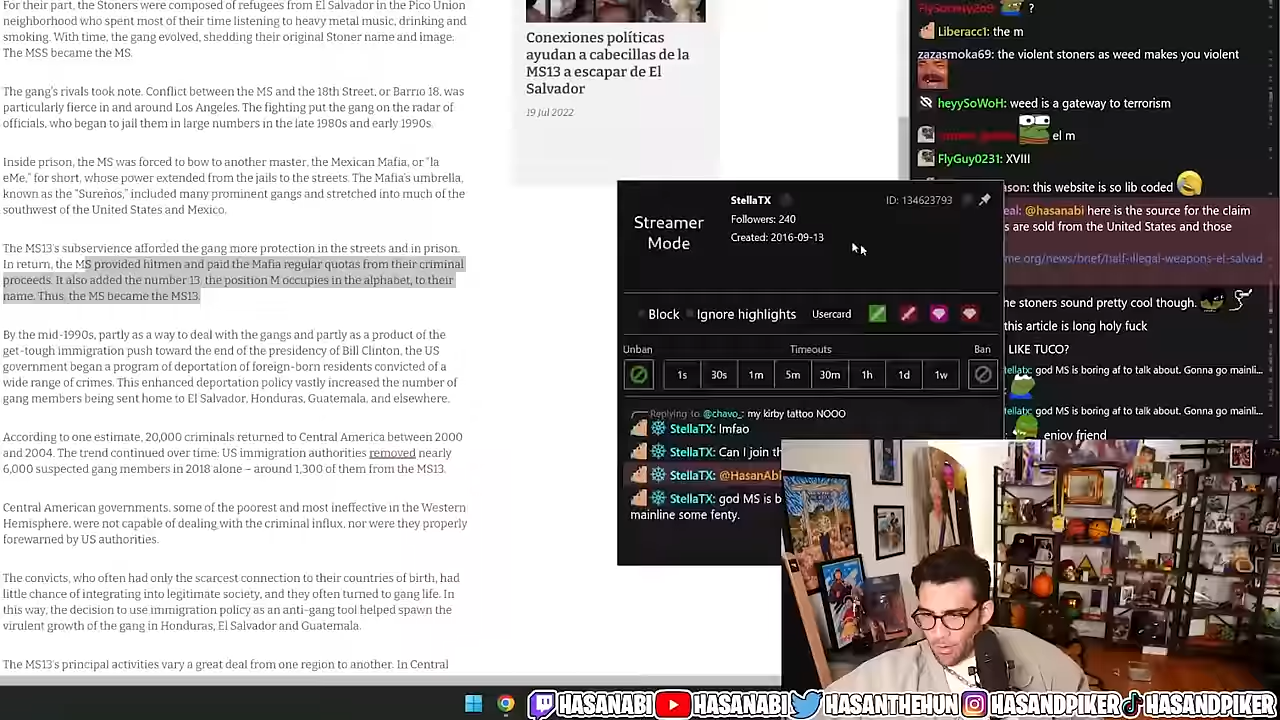 For their part, the Stoners were composed of refugees from El Salvador in the Pico Union
neighborhood who spent most of their time listening to heavy metal music, drinking and
smoking. With time, the gang evolved, shedding their original Stoner name and image.
The MSS became the MS.
The gang's rivals took note. Conflict between the MS and the 18th Street, or Barrio 18, was
particularly fierce in and around Los Angeles. The fighting put the gang on the radar of
officials, who began to jail them in large numbers in the late 1980s and early 1990s.
Inside prison, the MS was forced to bow to another master, the Mexican Mafia, or "la
eMe," for short, whose power extended from the jails to the streets. The Mafia's umbrella,
known as the "Sureños," included many prominent gangs and stretched into much of the
southwest of the United States and Mexico.
The MS13's subservience afforded the gang more protection in the streets and in prison.
In return, the MS provided hitmen and paid the Mafia regular quotas from their criminal
proceeds. It also added the number 13, the position M occupies in the alphabet, to their
name. Thus, the MS became the MS13.
By the mid-1990s, partly as a way to deal with the gangs and partly as a product of the
get-tough immigration push toward the end of the presidency of Bill Clinton, the US
government began a program of deportation of foreign-born residents convicted of a
wide range of crimes. This enhanced deportation policy vastly increased the number of
gang members being sent home to El Salvador, Honduras, Guatemala, and elsewhere.
According to one estimate, 20,000 criminals returned to Central America between 2000
and 2004. The trend continued over time: US immigration authorities removed nearly
6,000 suspected gang members in 2018 alone – around 1,300 of them from the MS13.
Central American governments, some of the poorest and most ineffective in the Western
Hemisphere, were not capable of dealing with the criminal influx, nor were they properly
forewarned by US authorities.
The convicts, who often had only the scarcest connection to their countries of birth, had
little chance of integrating into legitimate society, and they often turned to gang life. In
this way, the decision to use immigration policy as an anti-gang tool helped spawn the
virulent growth of the gang in Honduras, El Salvador and Guatemala.
The MS13's principal activities vary a great deal from one region to another. In Central
Conexiones políticas
ayudan a cabecillas de la
MS13 a escapar de El
Salvador
19 Jul 2022
Streamer
Mode
StellaTX
ID: 134623793
Followers: 240
Created: 2016-09-13
Block Ignore highlights Usercard
Unban Timeouts Ban
1s 30s 1m 5m 30m 1h 1d 1w
Replying to @chavo_: my kirby tattoo NOOO
StellaTX: lmfao
StellaTX: Can I join th
StellaTX: @HasanAbi
StellaTX: god MS is b
mainline some fenty.
?
Liberacc1: the m
zazasmoka69: the violent stoners as weed makes you violent
heyySoWoH: weed is a gateway to terrorism
el m
FlyGuy0231: XVIII
ason: this website is so lib coded
eal: @hasanabi here is the source for the claim
s are sold from the United States and those
me.org/news/brief/half-illegal-weapons-el-salvad
he stoners sound pretty cool though.
this article is long holy fuck
LIKE TUCO?
tellatx: god MS is boring af to talk about. Gonna go mainli...
tellatx: god MS is boring af to talk about. Gonna go mainli...
enjoy friend
HASANABI HASANABI HASANTHEHUN HASANDPIKER HASANDPIKER